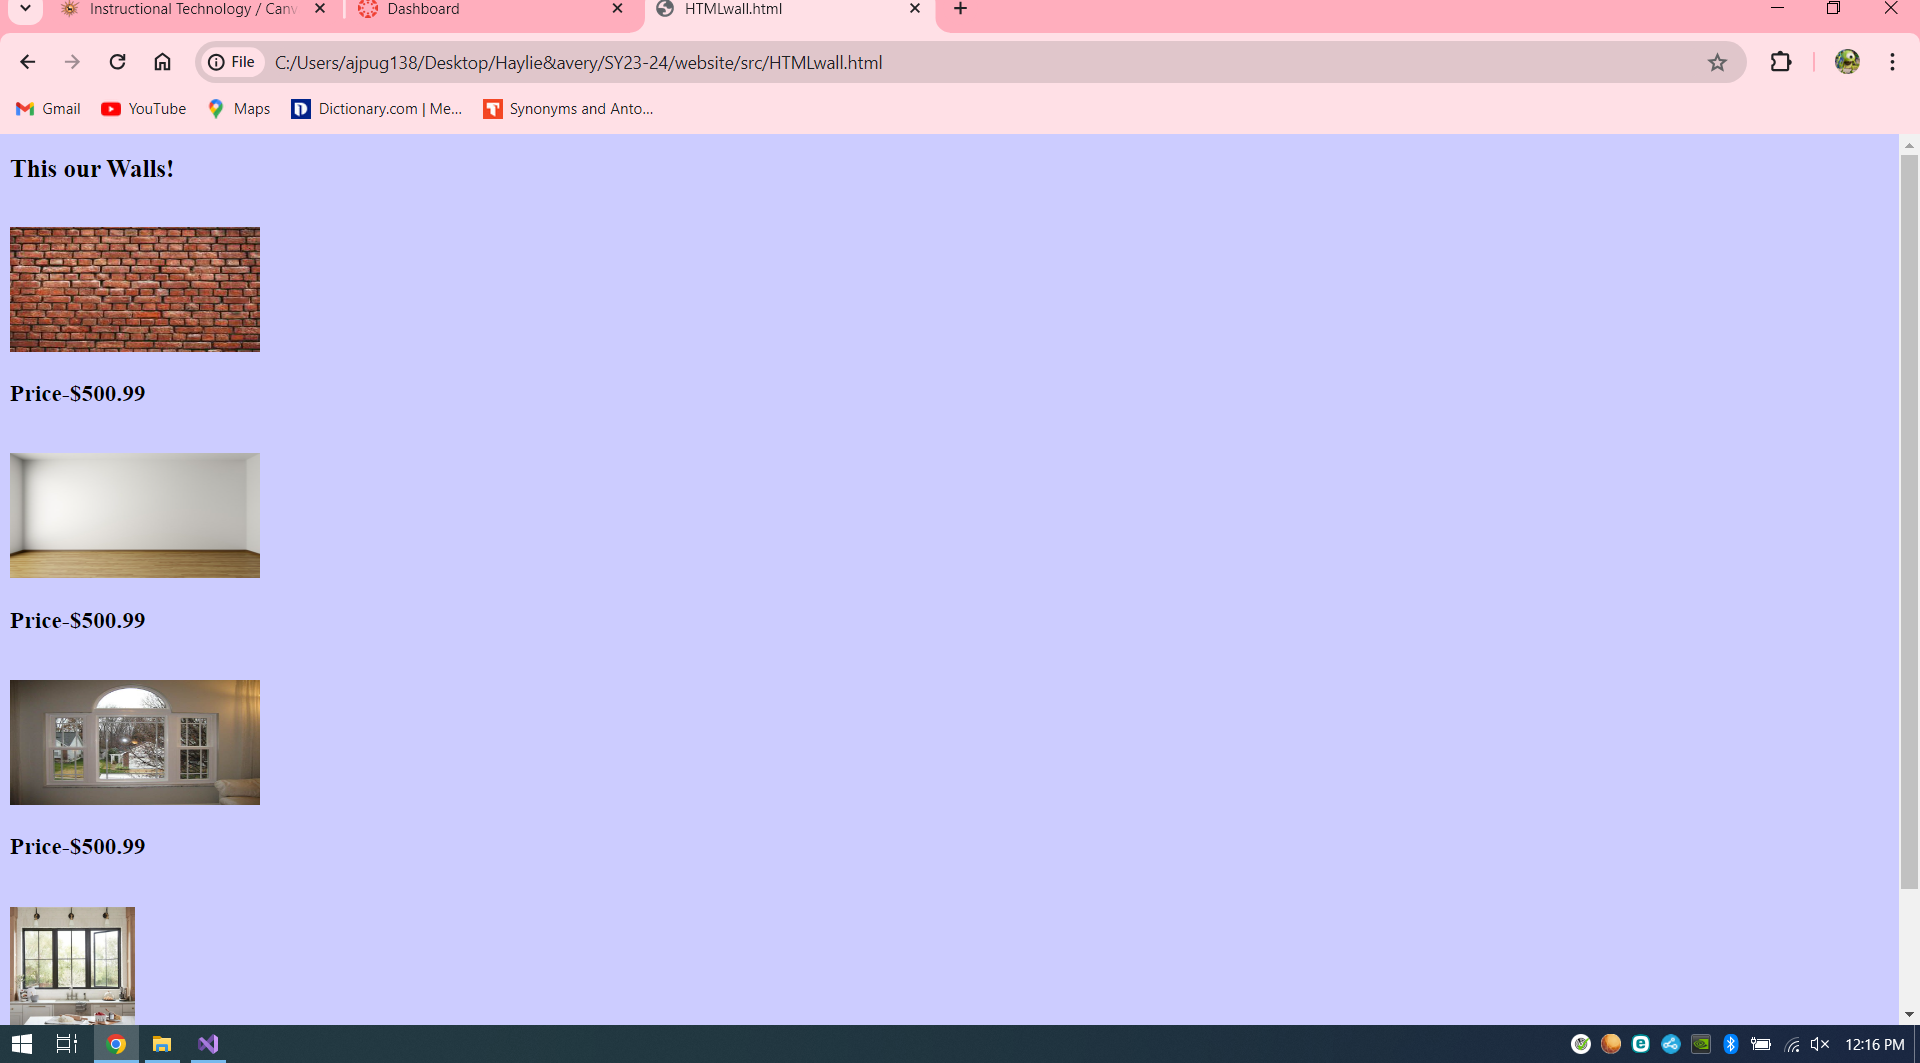 Instructional Technology / Canv
Dashboard
HTMLwall.html
File
C:/Users/ajpug138/Desktop/Haylie&avery/SY23-24/website/src/HTMLwall.html
Gmail
YouTube
Maps
Dictionary.com | Me...
Synonyms and Anto...
This our Walls!
Price-$500.99
Price-$500.99
Price-$500.99
12:16 PM